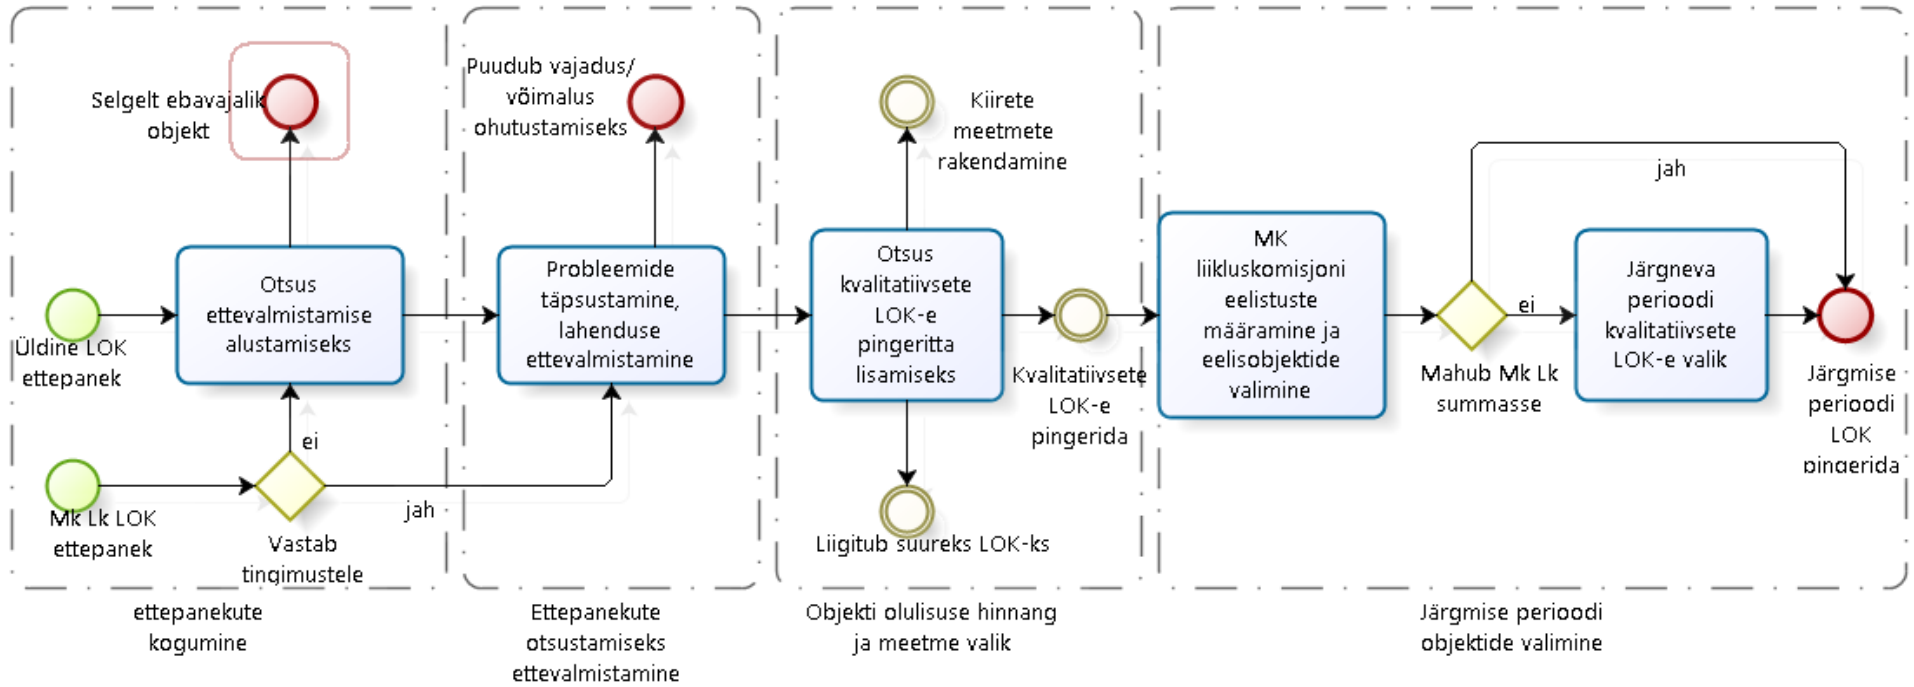 Selgelt ebavajalik
objekt
Otsus
ettevalmistamise
alustamiseks
Üldine LOK
ettepanek
ei
Mk Lk LOK
ettepanek
jah
Vastab
tingimustele
ettepanekute
kogumine
Puudub vajadus/
võimalus
ohutustamiseks
Probleemide
täpsustamine,
lahenduse
ettevalmistamine
Ettepanekute
otsustamiseks
ettevalmistamine
Kiirete
meetmete
rakendamine
Otsus
kvalitatiivsete
LOK-e
pingeritta
lisamiseks
Kvalitatiivsete
LOK-e
pingerida
Liigitub suureks LOK-ks
Objekti olulisuse hinnang
ja meetme valik
MK
liikluskomisjoni
eelistuste
määramine ja
eelisobjektide
valimine
jah
ei
Mahub Mk Lk
summasse
Järgneva
perioodi
kvalitatiivsete
LOK-e valik
Järgmise
perioodi
LOK
pingerida
Järgmise perioodi
objektide valimine